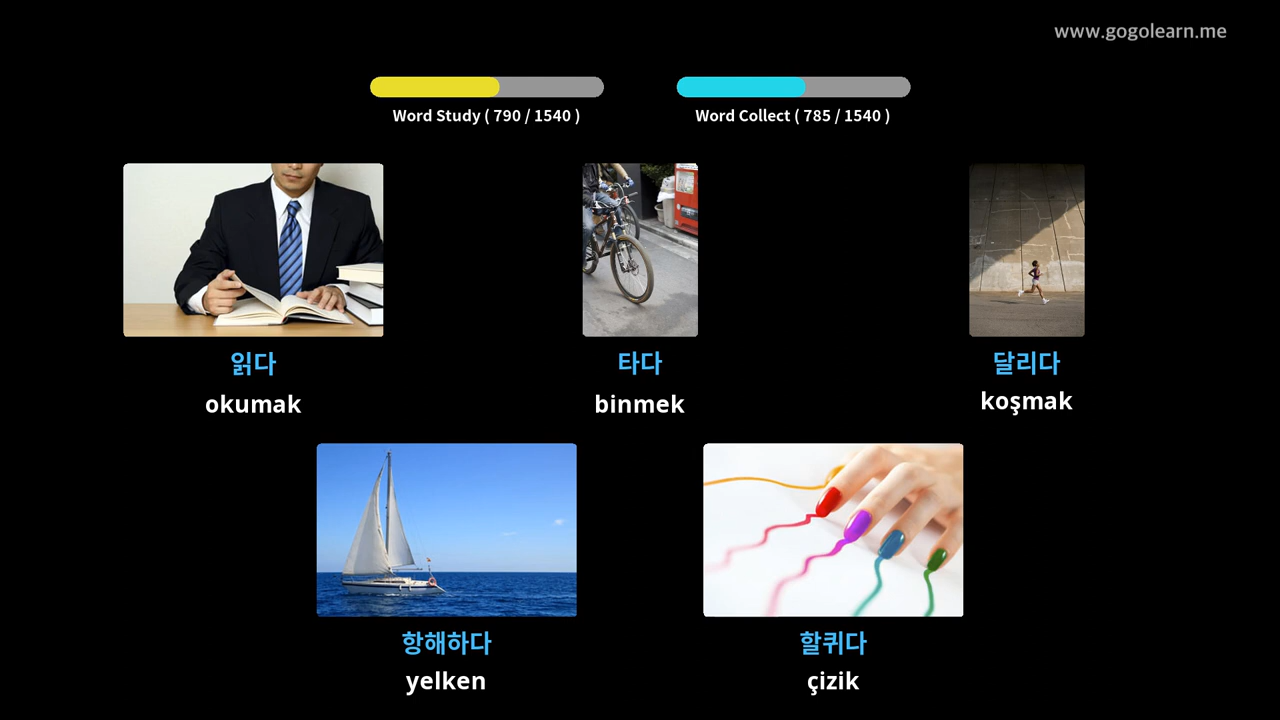 www.gogolearn.me
Word Study ( 790 / 1540 )
Word Collect ( 785 / 1540 )
읽다
타다
달리다
okumak
binmek
koşmak
항해하다
할퀴다
yelken
çizik